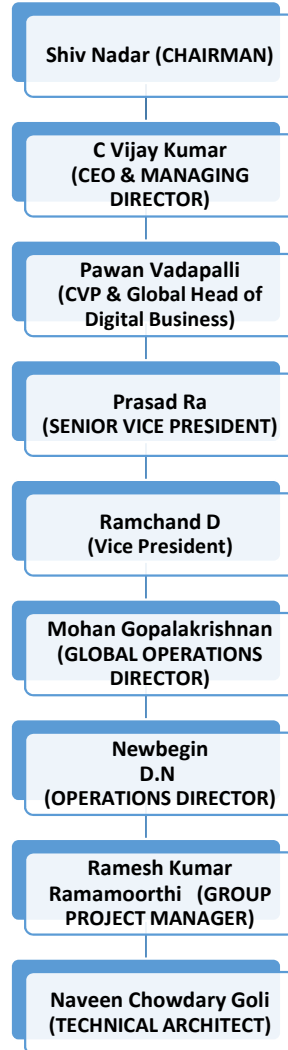 Shiv Nadar (CHAIRMAN)
C Vijay Kumar
(CEO & MANAGING
DIRECTOR)
Pawan Vadapalli
(CVP & Global Head of
Digital Business)
Prasad Ra
(SENIOR VICE PRESIDENT)
Ramchand D
(Vice President)
Mohan Gopalakrishnan
(GLOBAL OPERATIONS
DIRECTOR)
Newbegin
D.N
(OPERATIONS DIRECTOR)
Ramesh Kumar
Ramamoorthi (GROUP
PROJECT MANAGER)
Naveen Chowdary Goli
(TECHNICAL ARCHITECT)